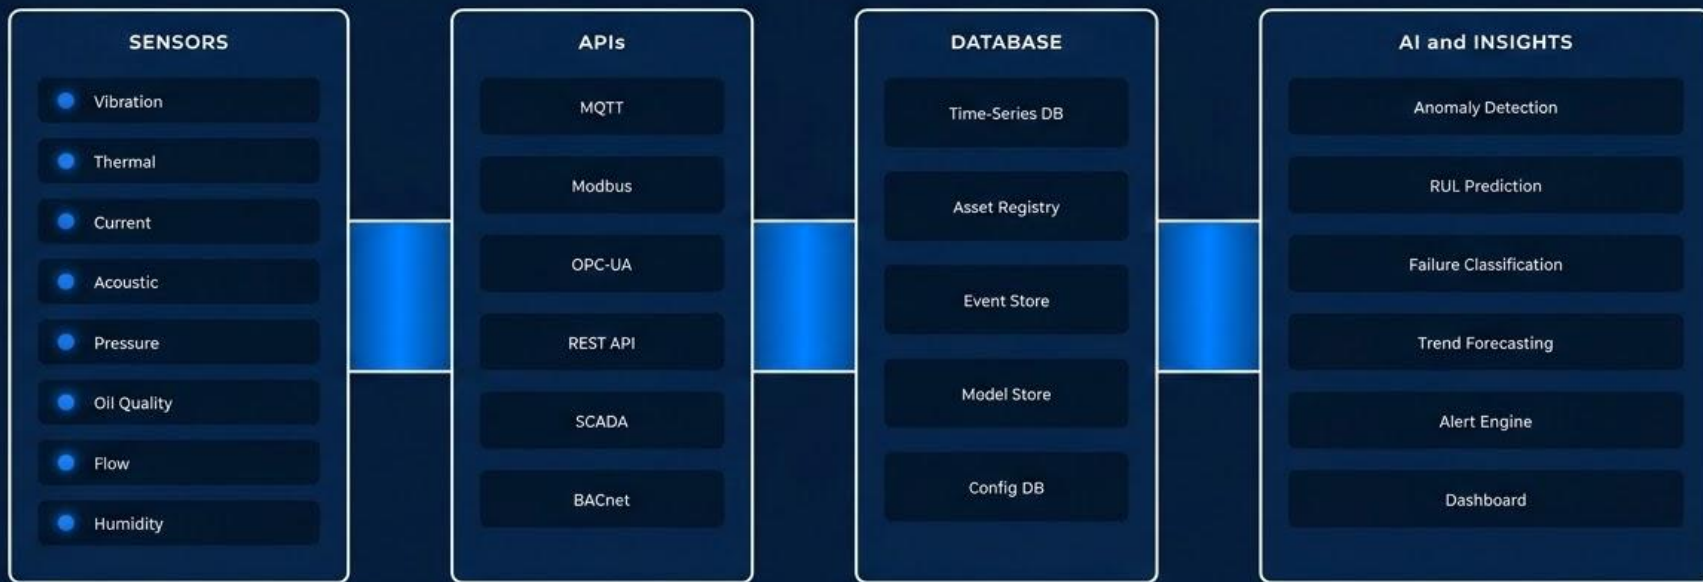 SENSORS
Vibration
Thermal
Current
Acoustic
Pressure
Oil Quality
Flow
Humidity
APIs
MQTT
Modbus
OPC-UA
REST API
SCADA
BACnet
DATABASE
Time-Series DB
Asset Registry
Event Store
Model Store
Config DB
AI and INSIGHTS
Anomaly Detection
RUL Prediction
Failure Classification
Trend Forecasting
Alert Engine
Dashboard